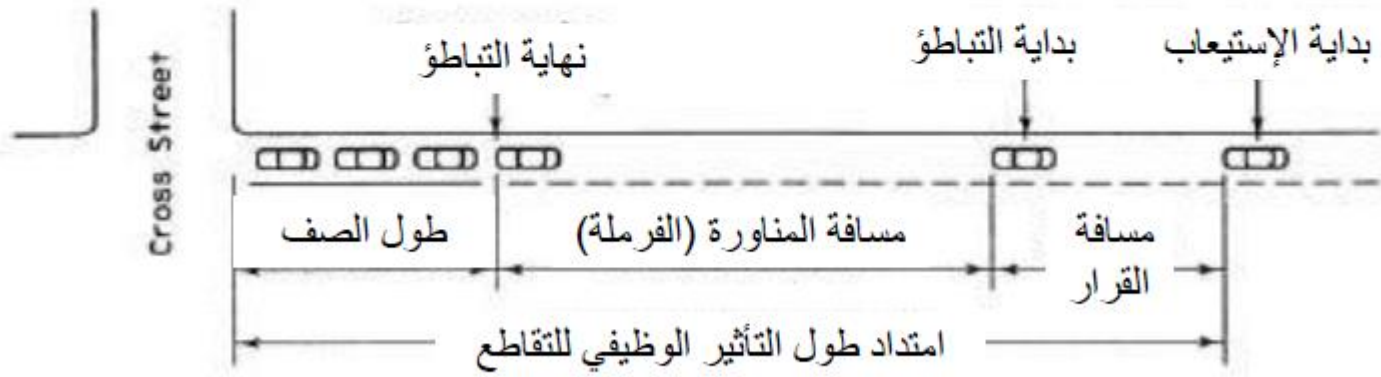 بداية الإستيعاب
بداية التباطؤ
نهاية التباطؤ
Cross Street
مسافة
القرار
مسافة المناورة (الفرملة)
طول الصف
امتداد طول التأثير الوظيفي للتقاطع